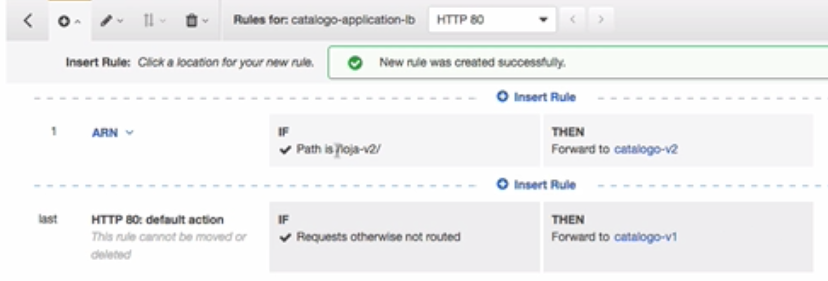 Rules for: catalogo-application-lb HTTP 80
Insert Rule: Click a location for your new rule. New rule was created successfully.
Insert Rule
1 ARN IF THEN
Path is /loja-v2/ Forward to catalogo-v2
Insert Rule
last HTTP 80: default action IF THEN
This rule cannot be moved or Requests otherwise not routed Forward to catalogo-v1
deleted